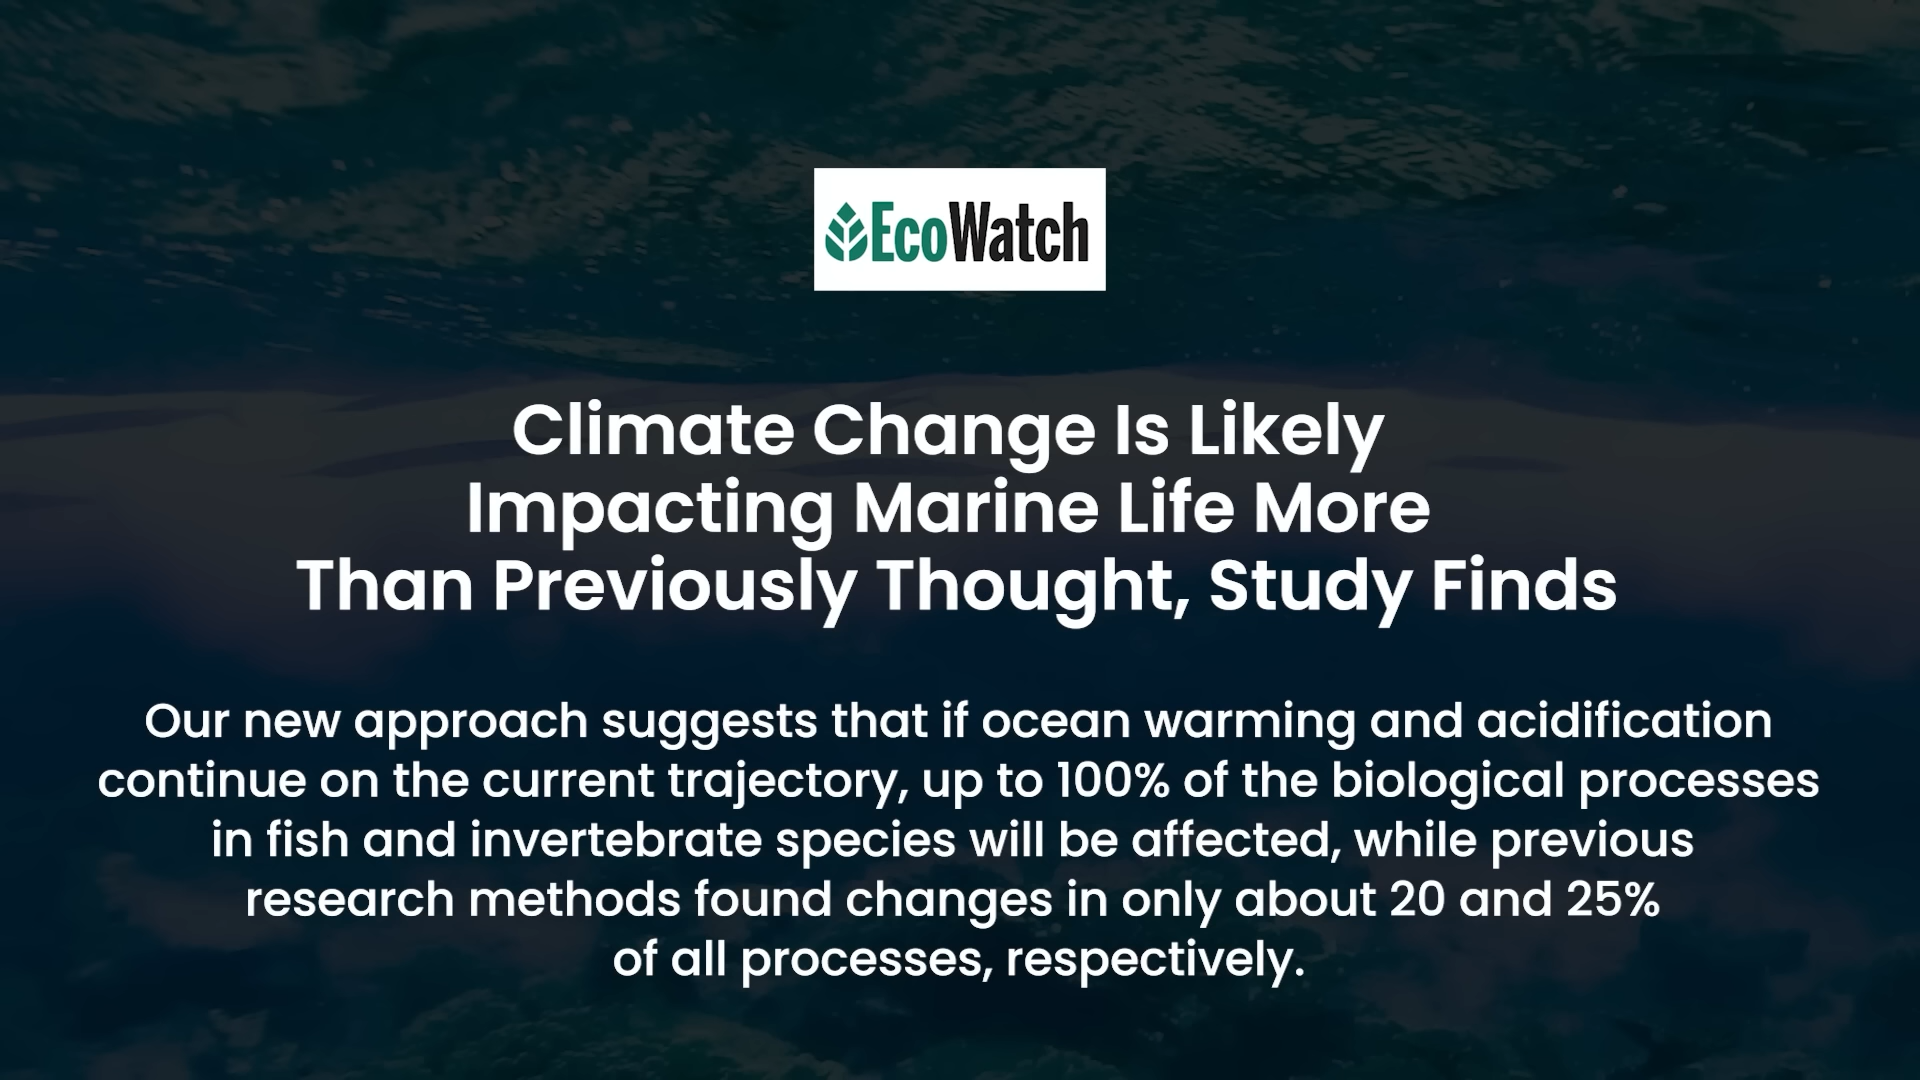 EcoWatch
Climate Change Is Likely
Impacting Marine Life More
Than Previously Thought, Study Finds
Our new approach suggests that if ocean warming and acidification
continue on the current trajectory, up to 100% of the biological processes
in fish and invertebrate species will be affected, while previous
research methods found changes in only about 20 and 25%
of all processes, respectively.